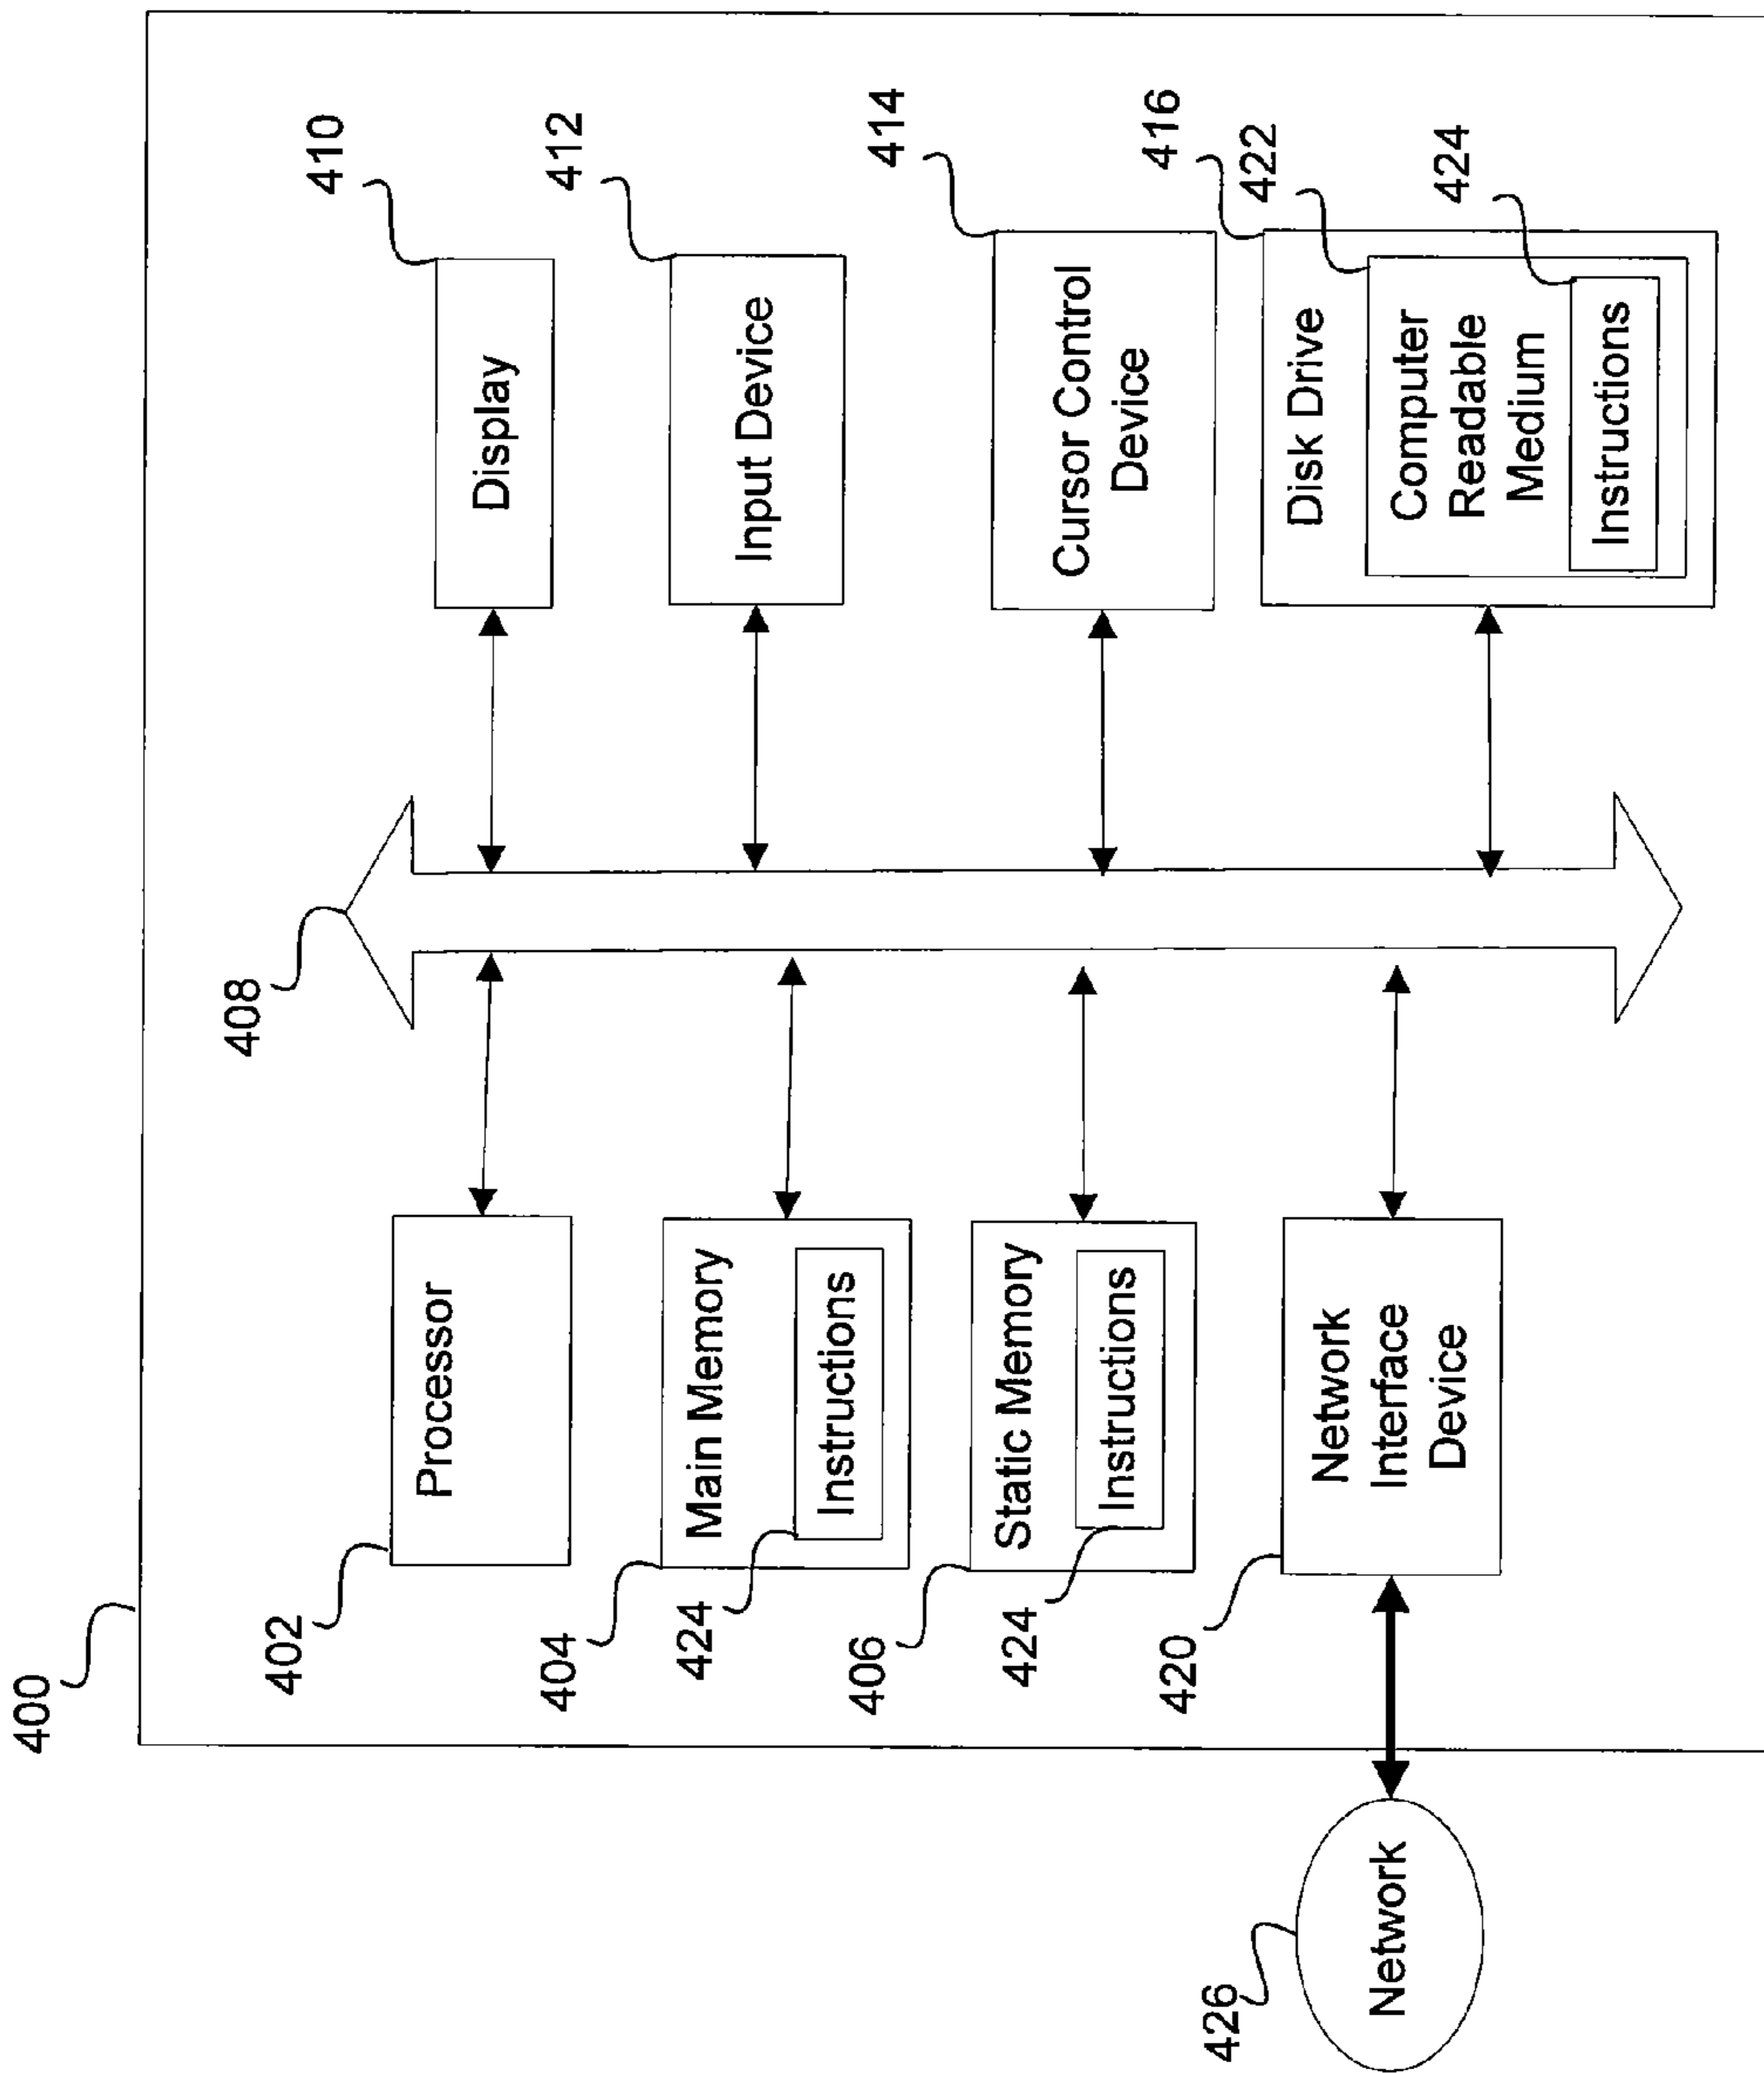 400
402
Processor
404
Main Memory
424
Instructions
406
Static Memory
424
Instructions
420
Network
Interface
Device
426
Network
408
410
Display
412
Input Device
414
Cursor Control
Device
416
Disk Drive
422
Computer
Readable
Medium
424
Instructions